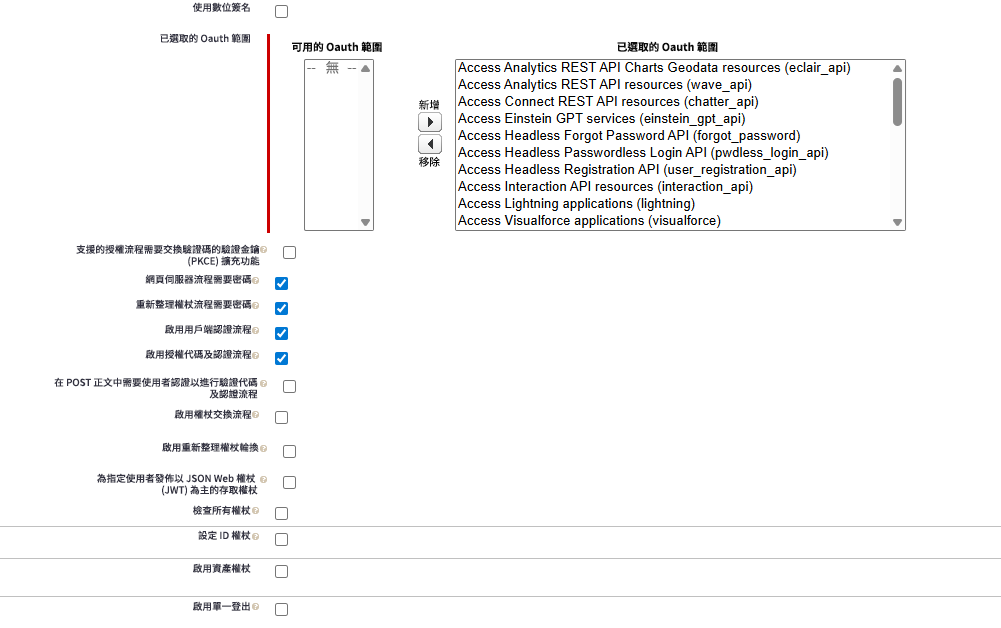 使用數位簽名
已選取的 Oauth 範圍
可用的 Oauth 範圍
已選取的 Oauth 範圍
-- 無 --
新增
移除
Access Analytics REST API Charts Geodata resources (eclair_api)
Access Analytics REST API resources (wave_api)
Access Connect REST API resources (chatter_api)
Access Einstein GPT services (einstein_gpt_api)
Access Headless Forgot Password API (forgot_password)
Access Headless Passwordless Login API (pwdless_login_api)
Access Headless Registration API (user_registration_api)
Access Interaction API resources (interaction_api)
Access Lightning applications (lightning)
Access Visualforce applications (visualforce)
支援的授權流程需要交換驗證碼的驗證金鑰
(PKCE) 擴充功能
網頁伺服器流程需要密碼
重新整理權杖流程需要密碼
啟用用戶端認證流程
啟用授權代碼及認證流程
在 POST 正文中需要使用者認證以進行驗證代碼
及認證流程
啟用權杖交換流程
啟用重新整理權杖輪換
為指定使用者發佈以 JSON Web 權杖
(JWT) 為主的存取權杖
檢查所有權杖
設定 ID 權杖
啟用資產權杖
啟用單一登出